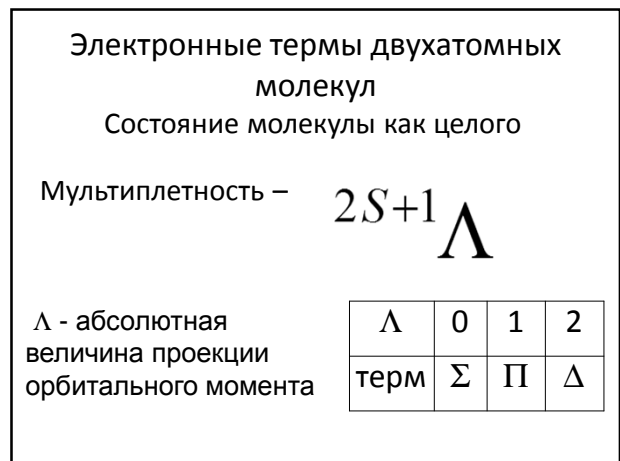 Электронные термы двухатомных
молекул
Состояние молекулы как целого
Мультиплетность – 2S+1Λ
Λ - абсолютная
величина проекции
орбитального момента
Λ 0 1 2
терм Σ Π Δ